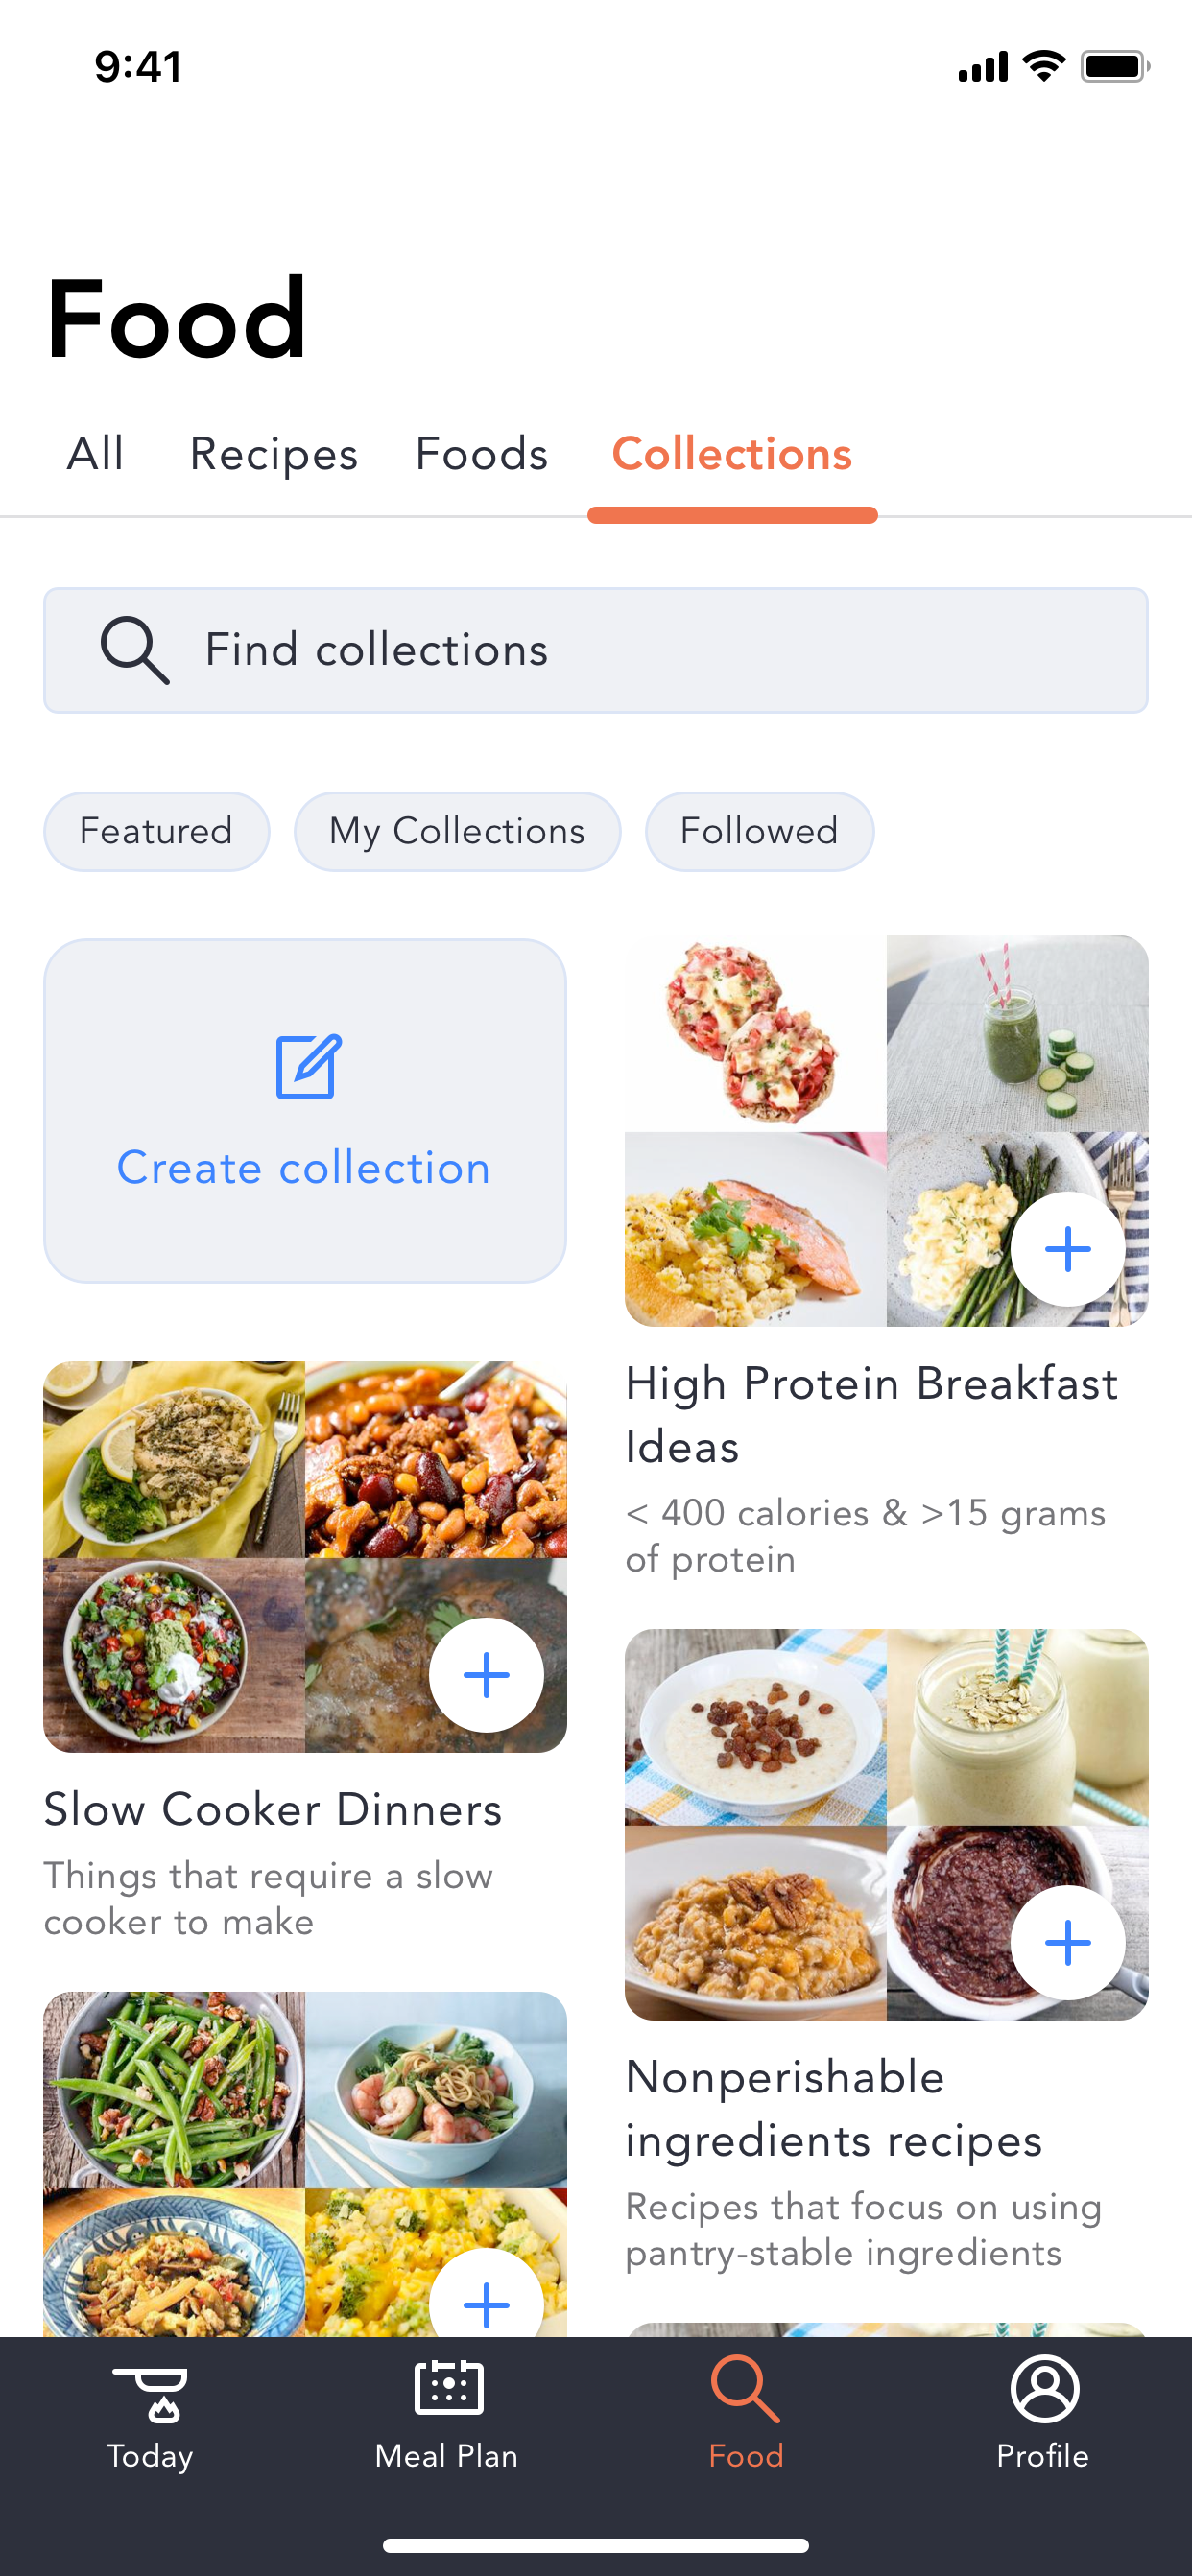 9:41
Food
All Recipes Foods Collections
Find collections
Featured My Collections Followed
Create collection
High Protein Breakfast
Ideas
< 400 calories & >15 grams
of protein
Slow Cooker Dinners
Things that require a slow
cooker to make
Nonperishable
ingredients recipes
Recipes that focus on using
pantry-stable ingredients
Today Meal Plan Food Profile